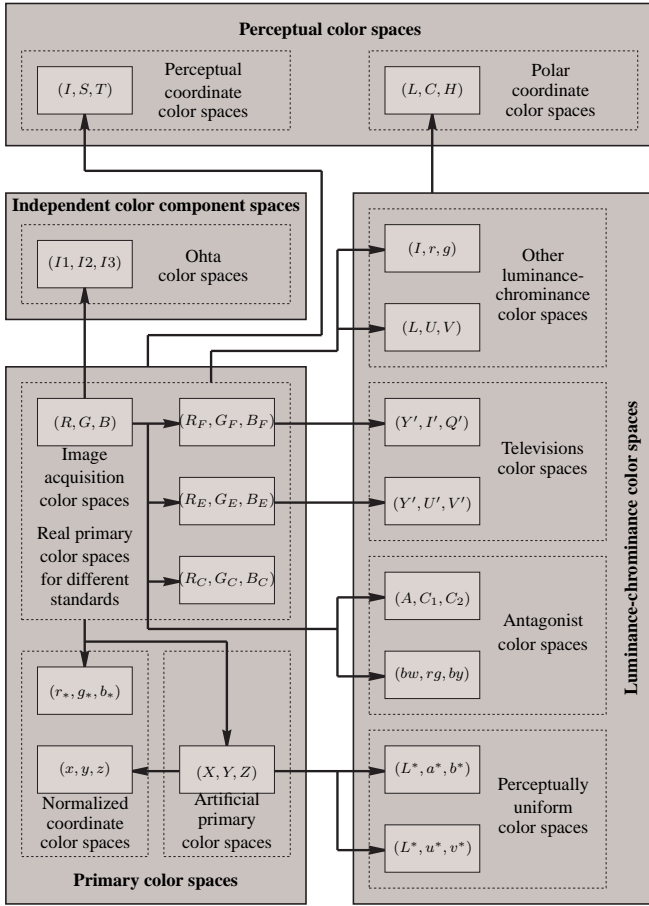 Perceptual color spaces
(I, S, T)
Perceptual
coordinate
color spaces
(L, C, H)
Polar
coordinate
color spaces
Independent color component spaces
(I1, I2, I3)
Ohta
color spaces
(I, r, g)
(L, U, V)
Other
luminance-
chrominance
color spaces
(R, G, B)
Image
acquisition
color spaces
Real primary
color spaces
for different
standards
(R_F, G_F, B_F)
(R_E, G_E, B_E)
(R_C, G_C, B_C)
(Y′, I′, Q′)
(Y′, U′, V′)
Televisions
color spaces
(A, C_1, C_2)
(bw, rg, by)
Antagonist
color spaces
(r_*, g_*, b_*)
(x, y, z)
Normalized
coordinate
color spaces
(X, Y, Z)
Artificial
primary
color spaces
Primary color spaces
(L^*, a^*, b^*)
(L^*, u^*, v^*)
Perceptually
uniform
color spaces
Luminance-chrominance color spaces